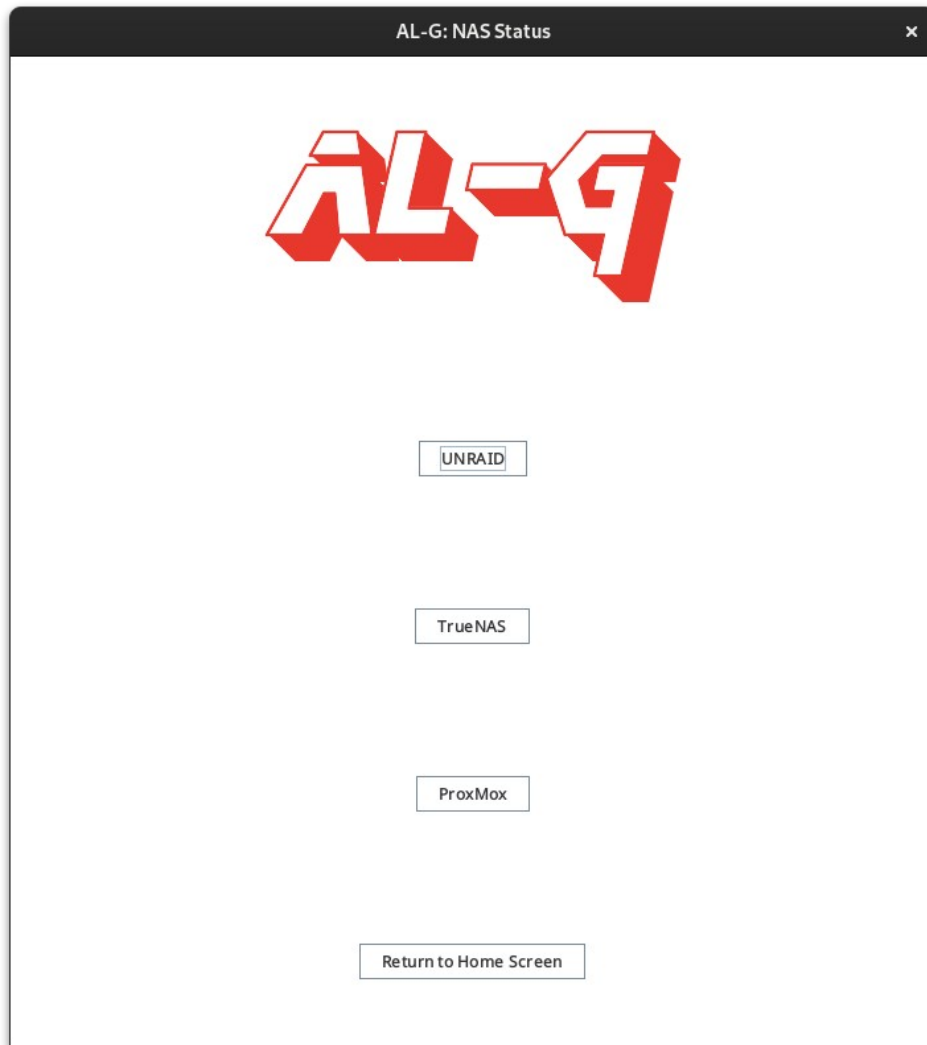 AL-G: NAS Status
AL-G
UNRAID
TrueNAS
ProxMox
Return to Home Screen